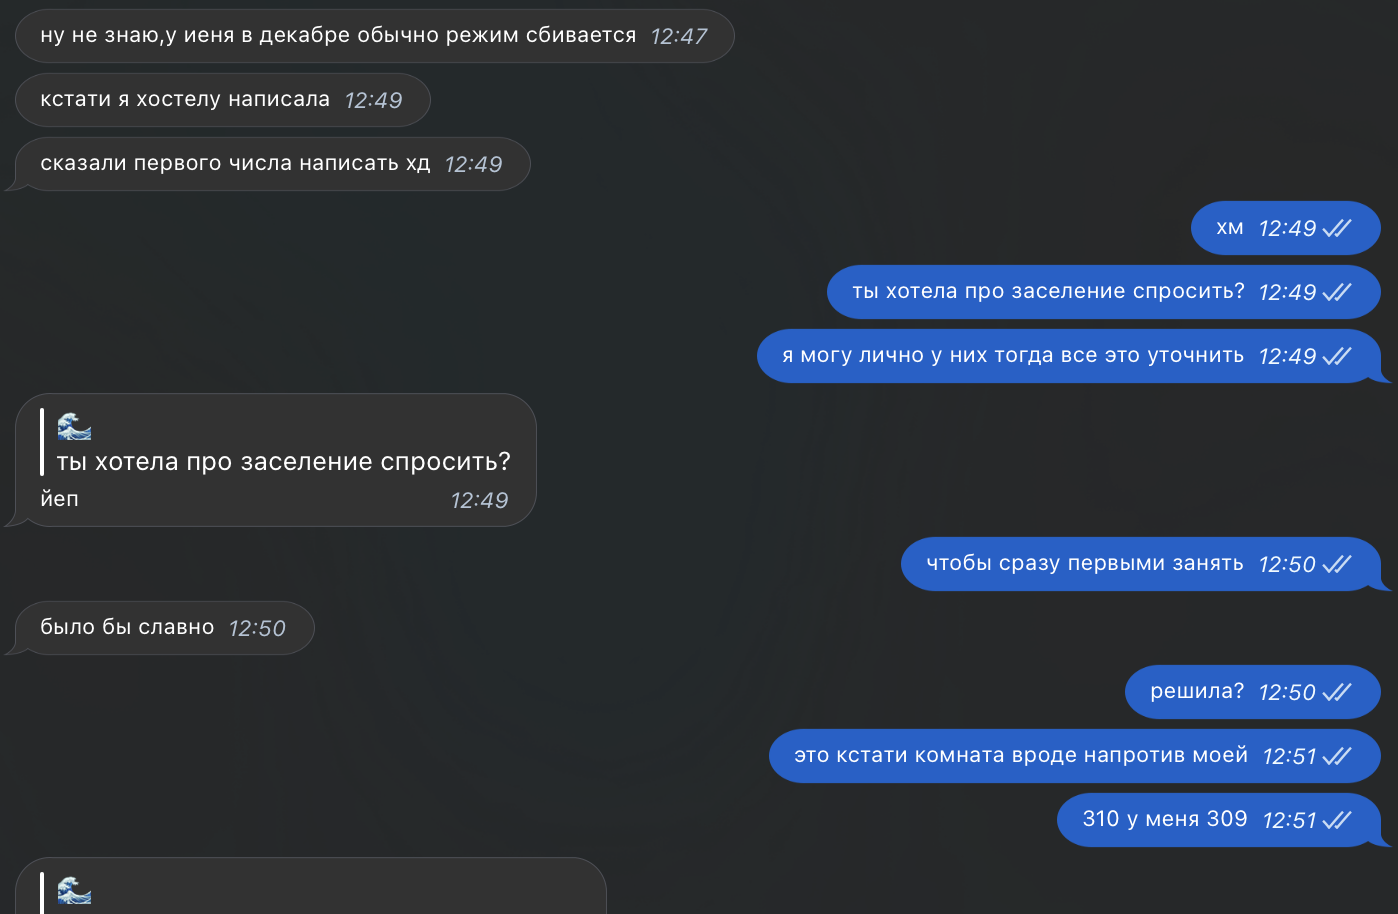 ну не знаю,у иеня в декабре обычно режим сбивается 12:47
кстати я хостелу написала 12:49
сказали первого числа написать хд 12:49
хм 12:49
ты хотела про заселение спросить? 12:49
я могу лично у них тогда все это уточнить 12:49
🌊
ты хотела про заселение спросить?
йеп 12:49
чтобы сразу первыми занять 12:50
было бы славно 12:50
решила? 12:50
это кстати комната вроде напротив моей 12:51
310 у меня 309 12:51
🌊